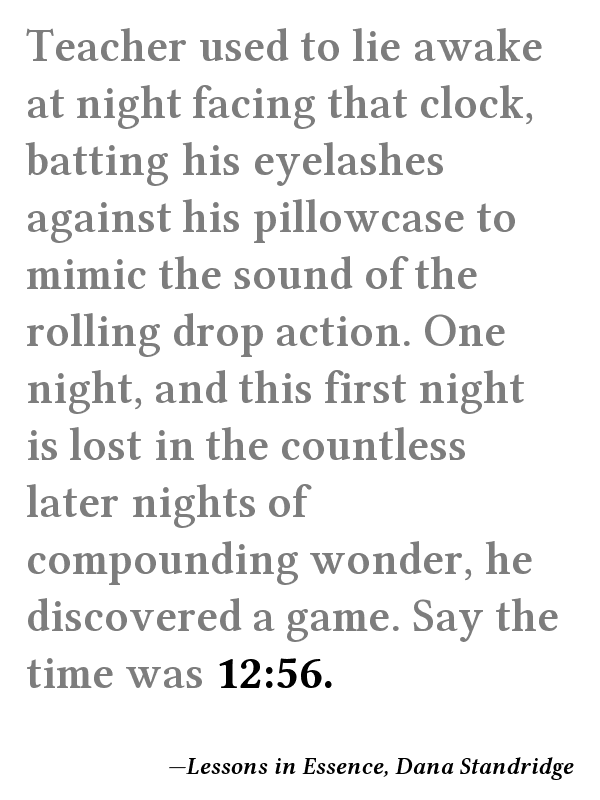 Teacher used to lie awake
at night facing that clock,
batting his eyelashes
against his pillowcase to
mimic the sound of the
rolling drop action. One
night, and this first night
is lost in the countless
later nights of
compounding wonder, he
discovered a game. Say the
time was 12:56.
—Lessons in Essence, Dana Standridge